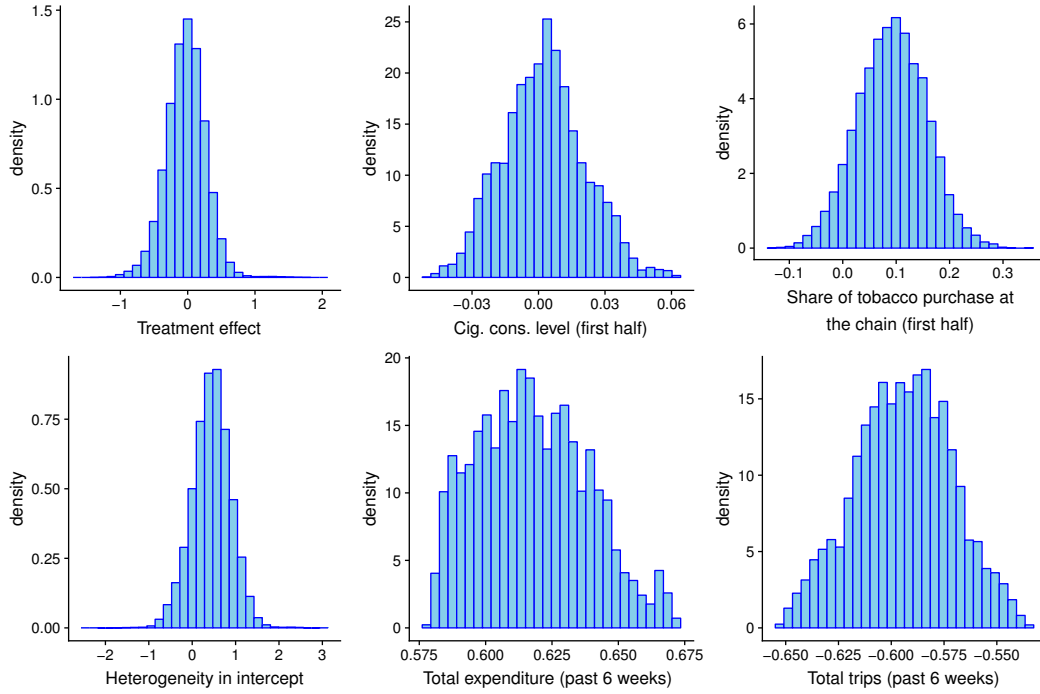 1.5
1.0
0.5
0.0
density
−1 0 1 2
Treatment effect
25
20
15
10
5
0
density
−0.03 0.00 0.03 0.06
Cig. cons. level (first half)
6
4
2
0
density
−0.1 0.0 0.1 0.2 0.3
Share of tobacco purchase at
the chain (first half)
0.75
0.50
0.25
0.00
density
−2 −1 0 1 2 3
Heterogeneity in intercept
20
15
10
5
0
density
0.575 0.600 0.625 0.650 0.675
Total expenditure (past 6 weeks)
15
10
5
0
density
−0.650 −0.625 −0.600 −0.575 −0.550
Total trips (past 6 weeks)